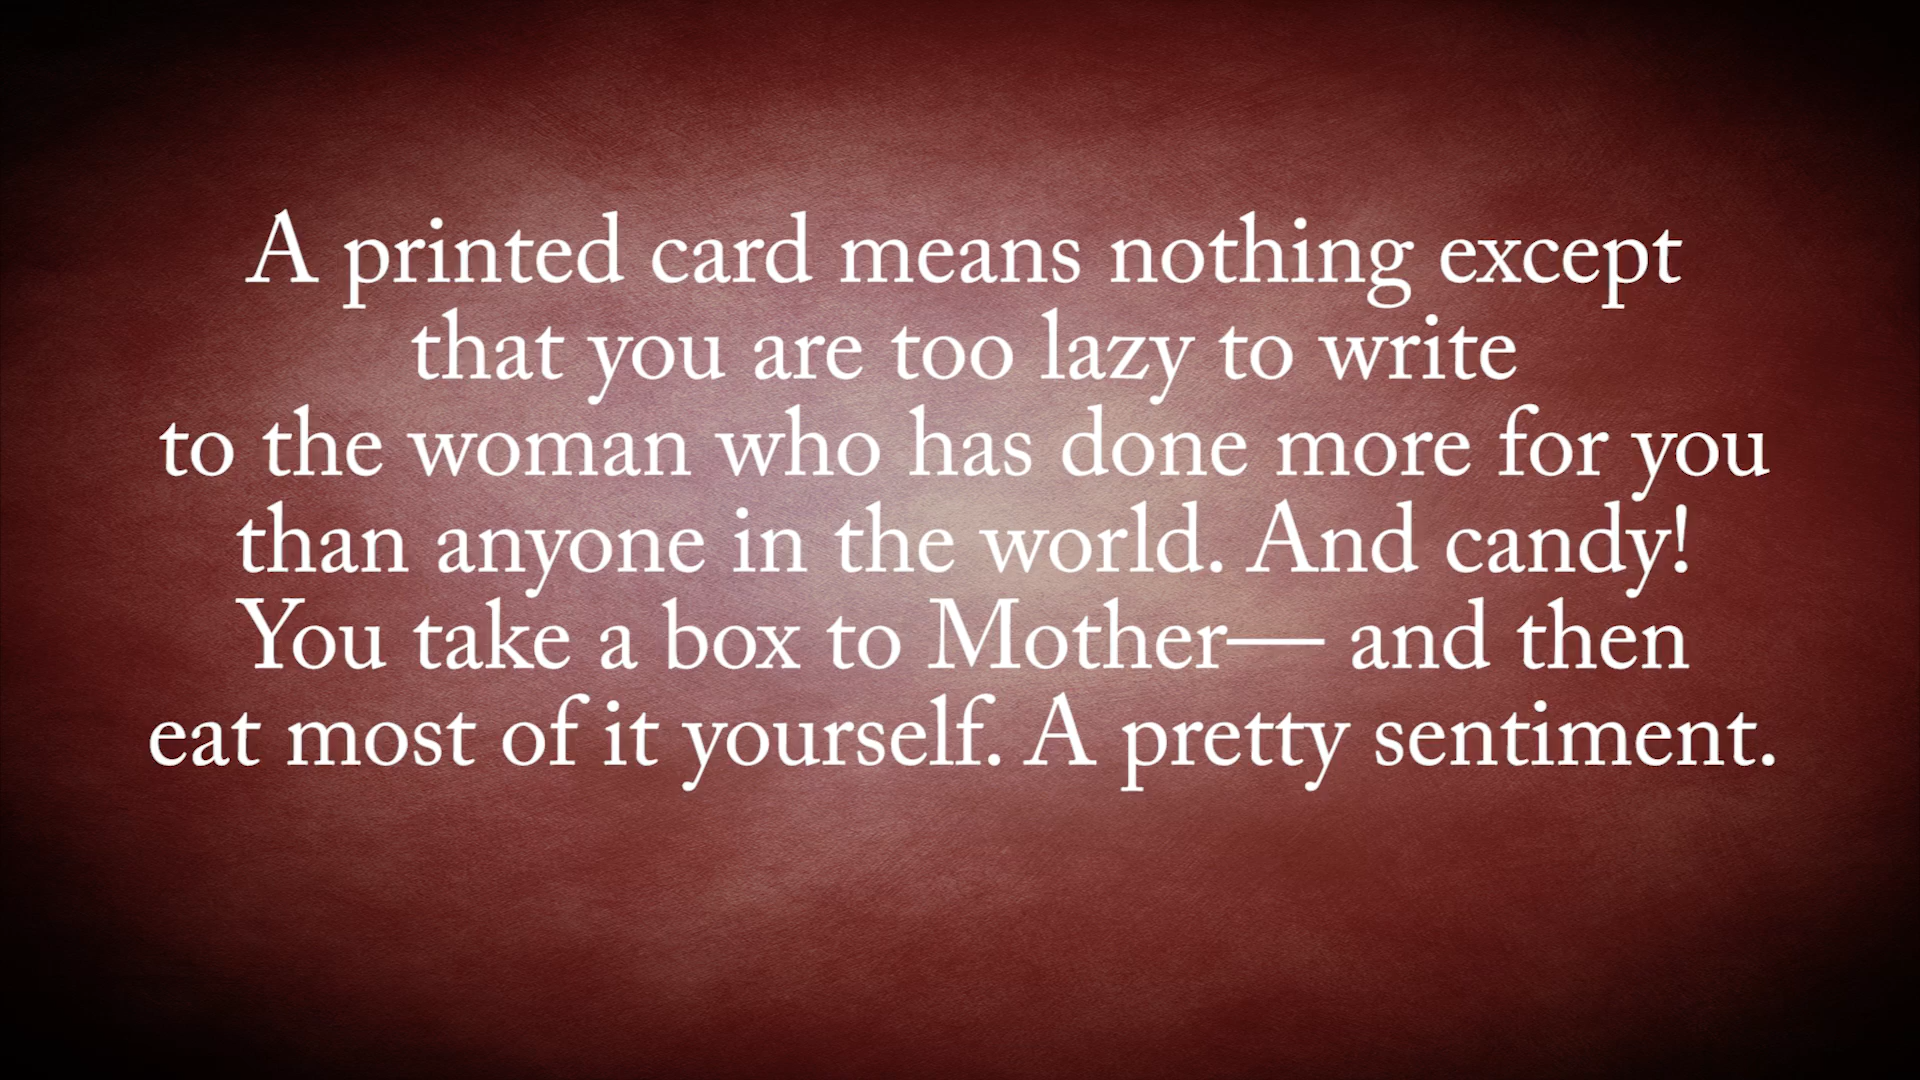 A printed card means nothing except
that you are too lazy to write
to the woman who has done more for you
than anyone in the world. And candy!
You take a box to Mother— and then
eat most of it yourself. A pretty sentiment.